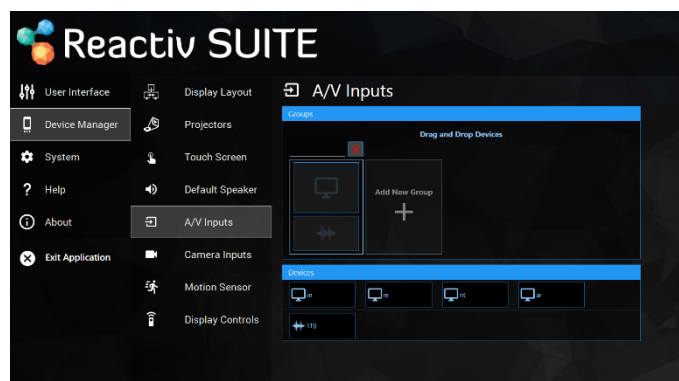 Reactiv SUITE
User Interface
Device Manager
System
Help
About
Exit Application
Display Layout
Projectors
Touch Screen
Default Speaker
A/V Inputs
Camera Inputs
Motion Sensor
Display Controls
A/V Inputs
Groups
Drag and Drop Devices
Add New Group
Devices